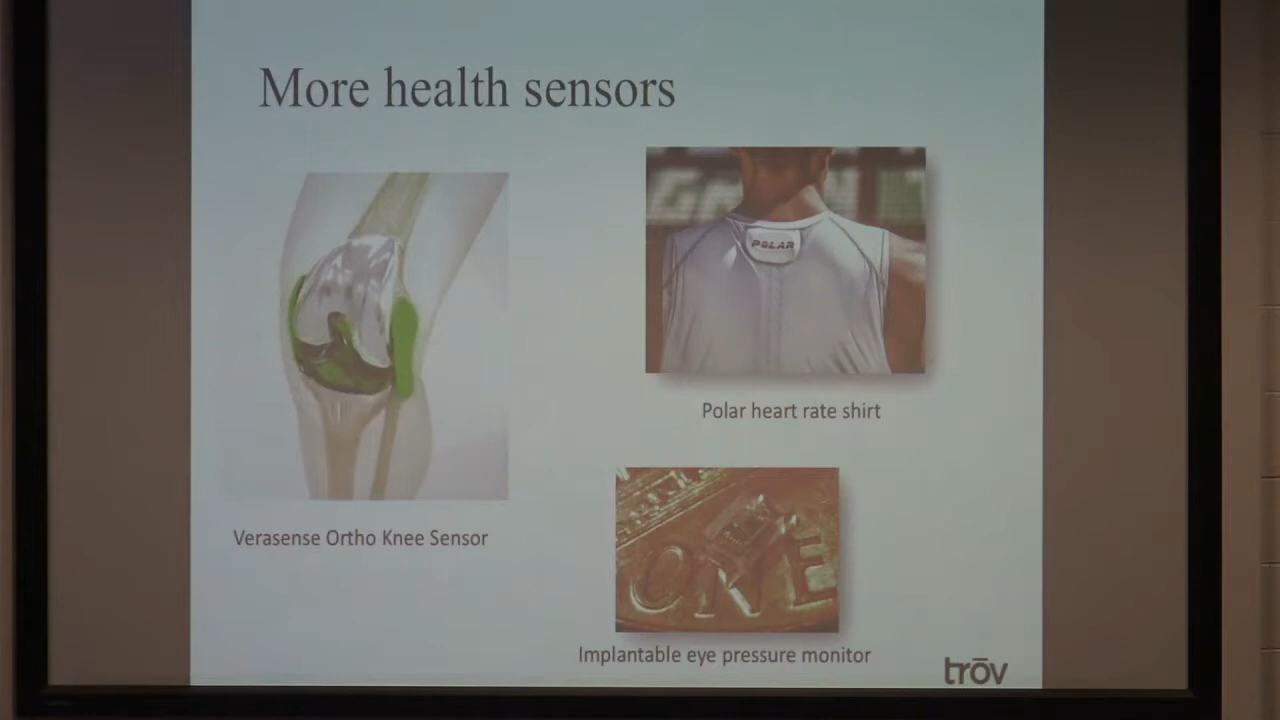 More health sensors
POLAR
Polar heart rate shirt
Verasense Ortho Knee Sensor
ONE
Implantable eye pressure monitor
trōv